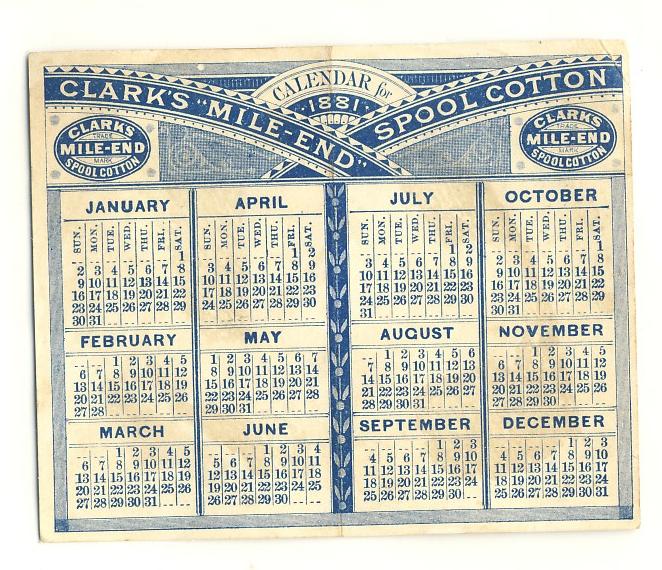 CALENDAR for
1881
CLARK'S "MILE-END"
SPOOL COTTON
CLARK'S
TRADE
MILE-END
MARK
SPOOL COTTON
CLARK'S
TRADE
MILE-END
MARK
SPOOL COTTON
JANUARY
SUN. MON. TUE. WED. THU. FRI. SAT.
1
2 3 4 5 6 7 8
9 10 11 12 13 14 15
16 17 18 19 20 21 22
23 24 25 26 27 28 29
30 31
FEBRUARY
1 2 3 4 5
6 7 8 9 10 11 12
13 14 15 16 17 18 19
20 21 22 23 24 25 26
27 28
MARCH
1 2 3 4 5
6 7 8 9 10 11 12
13 14 15 16 17 18 19
20 21 22 23 24 25 26
27 28 29 30 31
APRIL
SUN. MON. TUE. WED. THU. FRI. SAT.
1 2
3 4 5 6 7 8 9
10 11 12 13 14 15 16
17 18 19 20 21 22 23
24 25 26 27 28 29 30
MAY
1 2 3 4 5 6 7
8 9 10 11 12 13 14
15 16 17 18 19 20 21
22 23 24 25 26 27 28
29 30 31
JUNE
1 2 3 4
5 6 7 8 9 10 11
12 13 14 15 16 17 18
19 20 21 22 23 24 25
26 27 28 29 30
JULY
SUN. MON. TUE. WED. THU. FRI. SAT.
1 2
3 4 5 6 7 8 9
10 11 12 13 14 15 16
17 18 19 20 21 22 23
24 25 26 27 28 29 30
31
AUGUST
1 2 3 4 5 6
7 8 9 10 11 12 13
14 15 16 17 18 19 20
21 22 23 24 25 26 27
28 29 30 31
SEPTEMBER
1 2 3
4 5 6 7 8 9 10
11 12 13 14 15 16 17
18 19 20 21 22 23 24
25 26 27 28 29 30
OCTOBER
SUN. MON. TUE. WED. THU. FRI. SAT.
1
2 3 4 5 6 7 8
9 10 11 12 13 14 15
16 17 18 19 20 21 22
23 24 25 26 27 28 29
30 31
NOVEMBER
1 2 3 4 5
6 7 8 9 10 11 12
13 14 15 16 17 18 19
20 21 22 23 24 25 26
27 28 29 30
DECEMBER
1 2 3
4 5 6 7 8 9 10
11 12 13 14 15 16 17
18 19 20 21 22 23 24
25 26 27 28 29 30 31